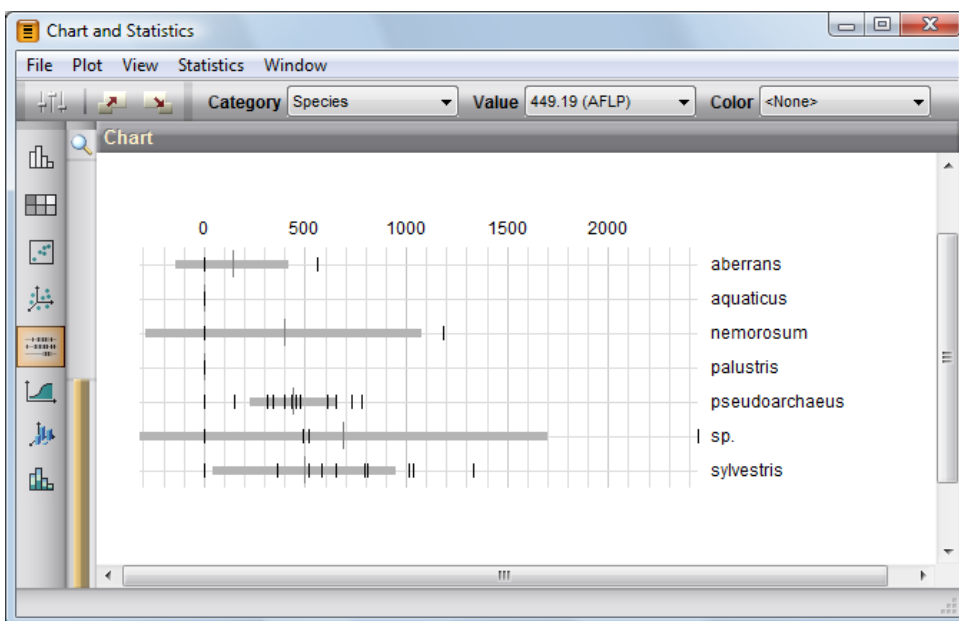 Chart and Statistics
File Plot View Statistics Window
Category Species Value 449.19 (AFLP) Color <None>
Chart
0 500 1000 1500 2000
aberrans
aquaticus
nemorosum
palustris
pseudoarchaeus
sp.
sylvestris